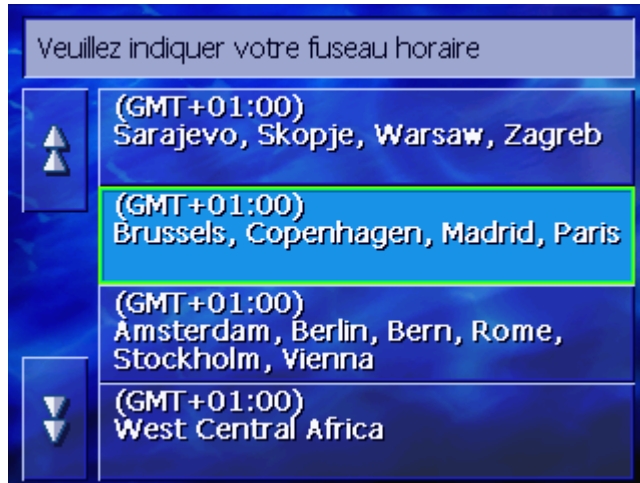 Veuillez indiquer votre fuseau horaire
(GMT+01:00)
Sarajevo, Skopje, Warsaw, Zagreb
(GMT+01:00)
Brussels, Copenhagen, Madrid, Paris
(GMT+01:00)
Amsterdam, Berlin, Bern, Rome,
Stockholm, Vienna
(GMT+01:00)
West Central Africa